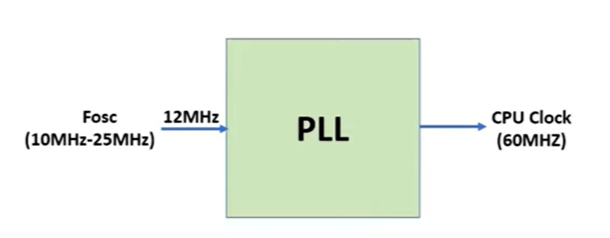 Fosc
(10MHz-25MHz)
12MHz
PLL
CPU Clock
(60MHZ)